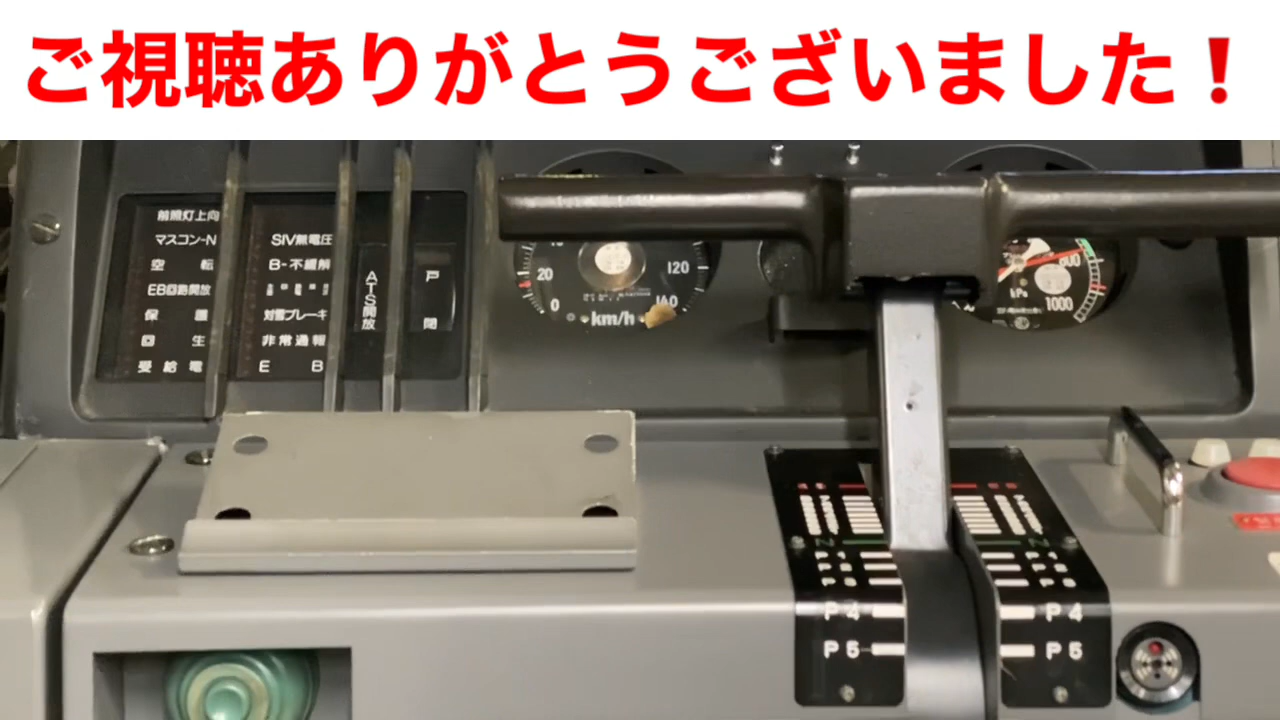 ご視聴ありがとうございました！
前照灯上向
マスコン-N
空転
EB回路開放
保護
回生
受給電
SIV無電圧
B-不緩解
対雪ブレーキ
非常通報
EB
ATS開放
戸
閉
20
0
km/h
120
140
kPa
1000
N
N
P4
P4
P5
P5